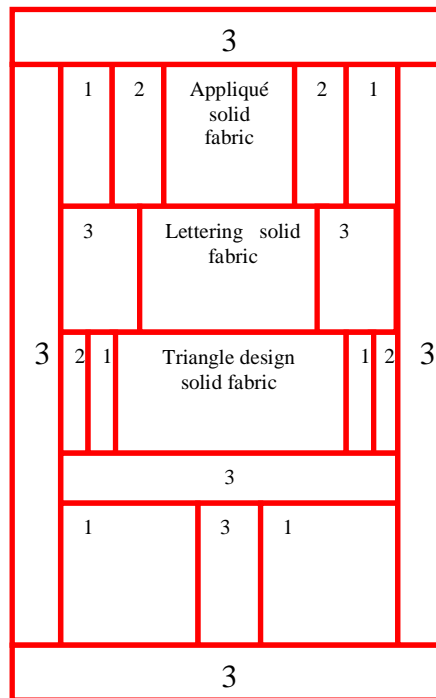 3
1 2 Appliqué 2 1
solid
fabric
3 Lettering solid 3
fabric
3 2 1 Triangle design 1 2 3
solid fabric
3
1 3 1
3